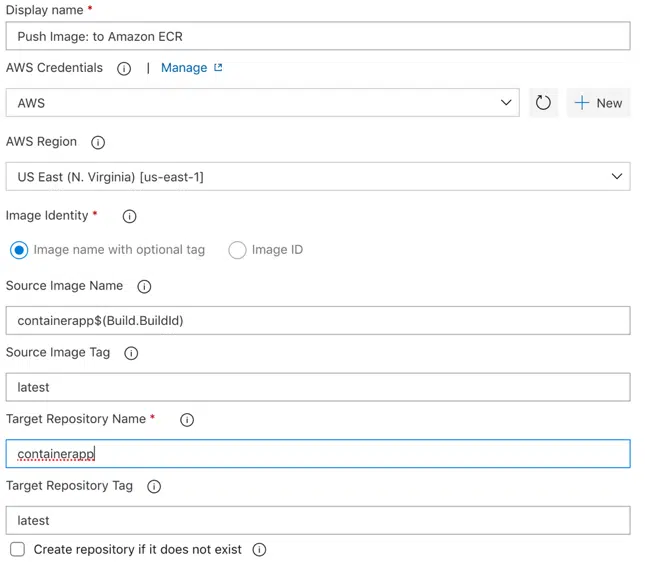 Display name *
Push Image: to Amazon ECR
AWS Credentials | Manage
AWS + New
AWS Region
US East (N. Virginia) [us-east-1]
Image Identity *
Image name with optional tag Image ID
Source Image Name
containerapp$(Build.BuildId)
Source Image Tag
latest
Target Repository Name *
containerapp
Target Repository Tag
latest
Create repository if it does not exist